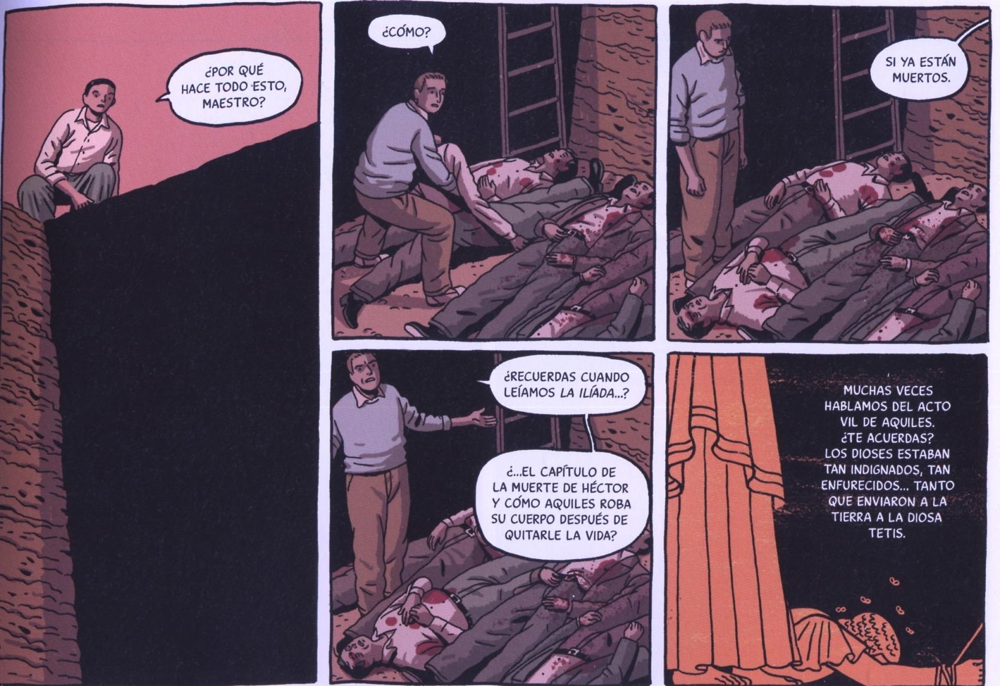 ¿POR QUÉ
HACE TODO ESTO,
MAESTRO?
¿CÓMO?
SI YA ESTÁN
MUERTOS.
¿RECUERDAS CUANDO
LEÍAMOS LA ILÍADA...?
¿...EL CAPÍTULO DE
LA MUERTE DE HÉCTOR
Y CÓMO AQUILES ROBA
SU CUERPO DESPUÉS DE
QUITARLE LA VIDA?
MUCHAS VECES
HABLAMOS DEL ACTO
VIL DE AQUILES.
¿TE ACUERDAS?
LOS DIOSES ESTABAN
TAN INDIGNADOS, TAN
ENFURECIDOS... TANTO
QUE ENVIARON A LA
TIERRA A LA DIOSA
TETIS.